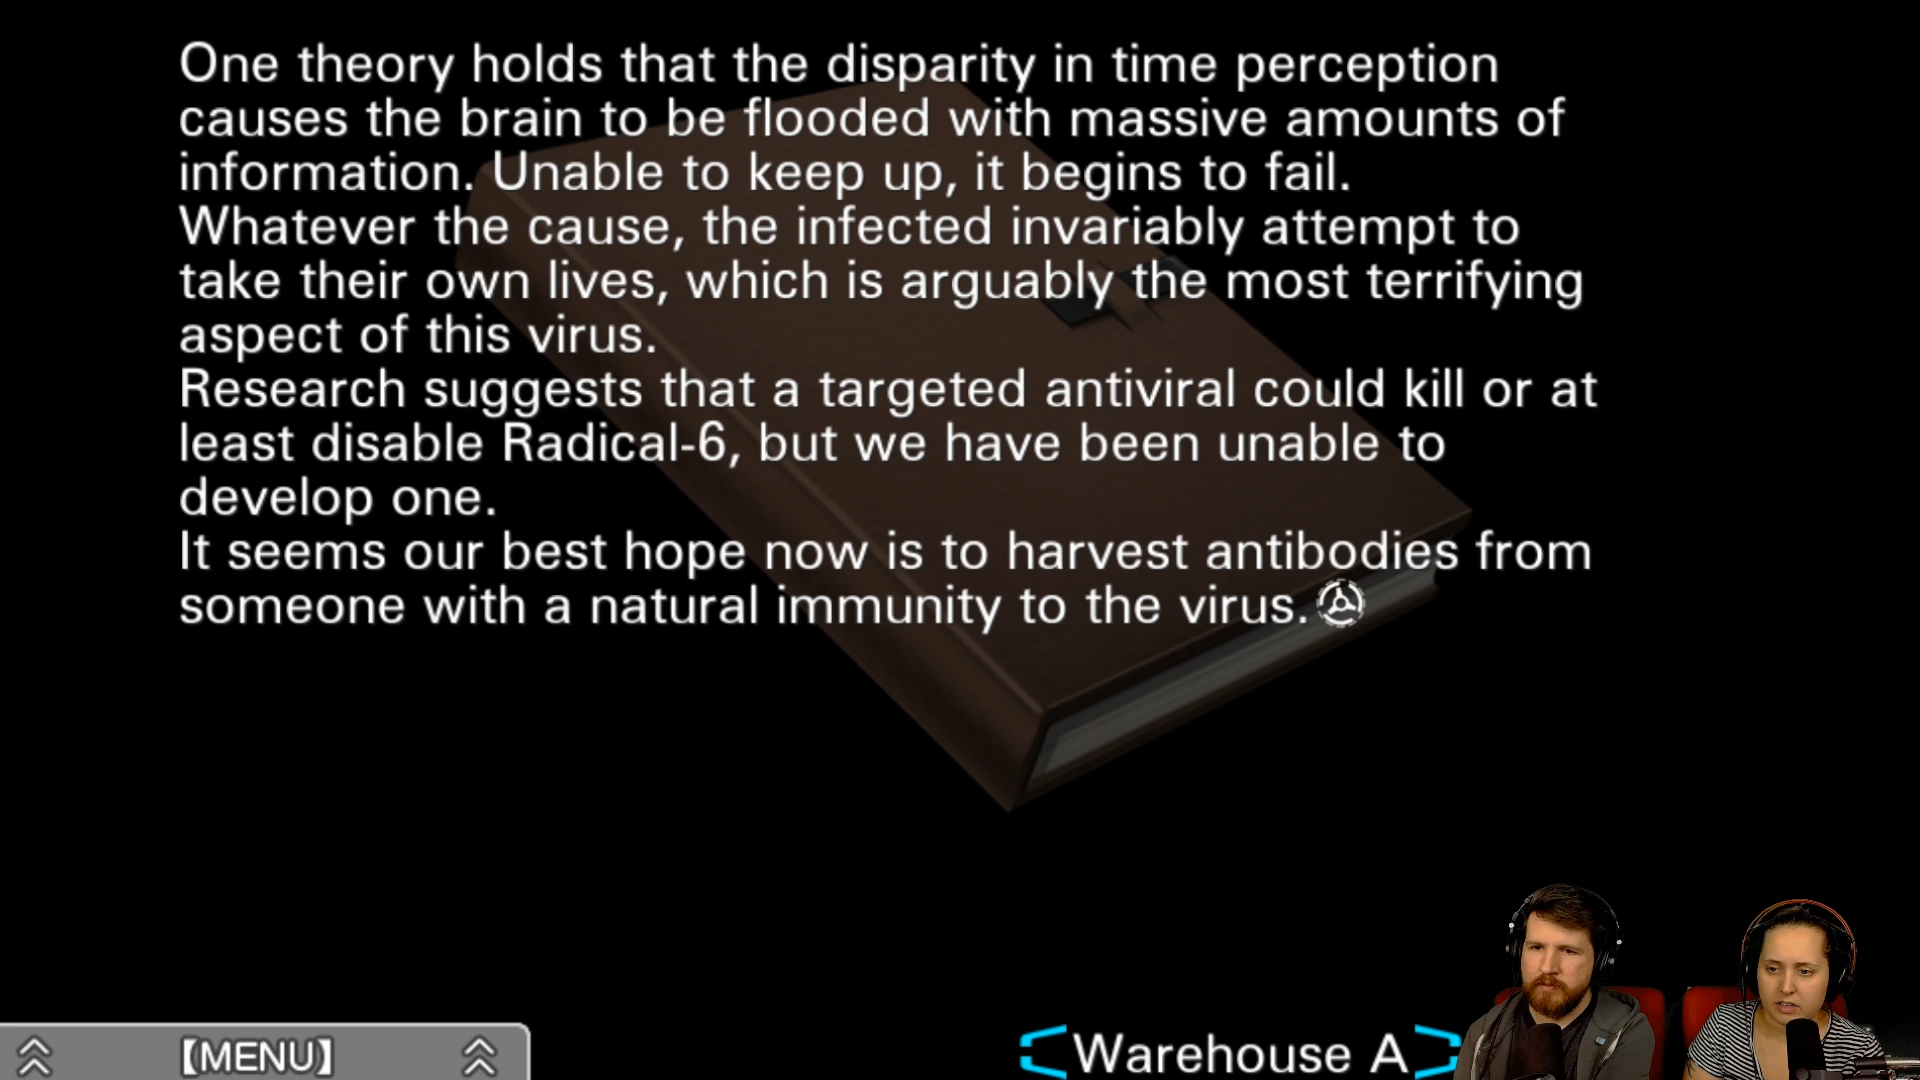 One theory holds that the disparity in time perception
causes the brain to be flooded with massive amounts of
information. Unable to keep up, it begins to fail.
Whatever the cause, the infected invariably attempt to
take their own lives, which is arguably the most terrifying
aspect of this virus.
Research suggests that a targeted antiviral could kill or at
least disable Radical-6, but we have been unable to
develop one.
It seems our best hope now is to harvest antibodies from
someone with a natural immunity to the virus.
【MENU】
Warehouse A